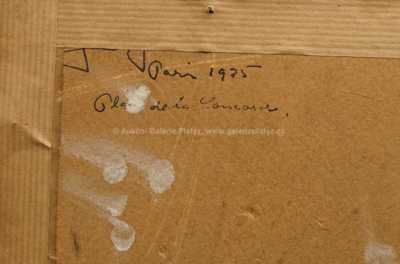 Paris 1925
Place de la Concorde.
© Aukční Galerie Platýz, www.galerieplatyz.cz